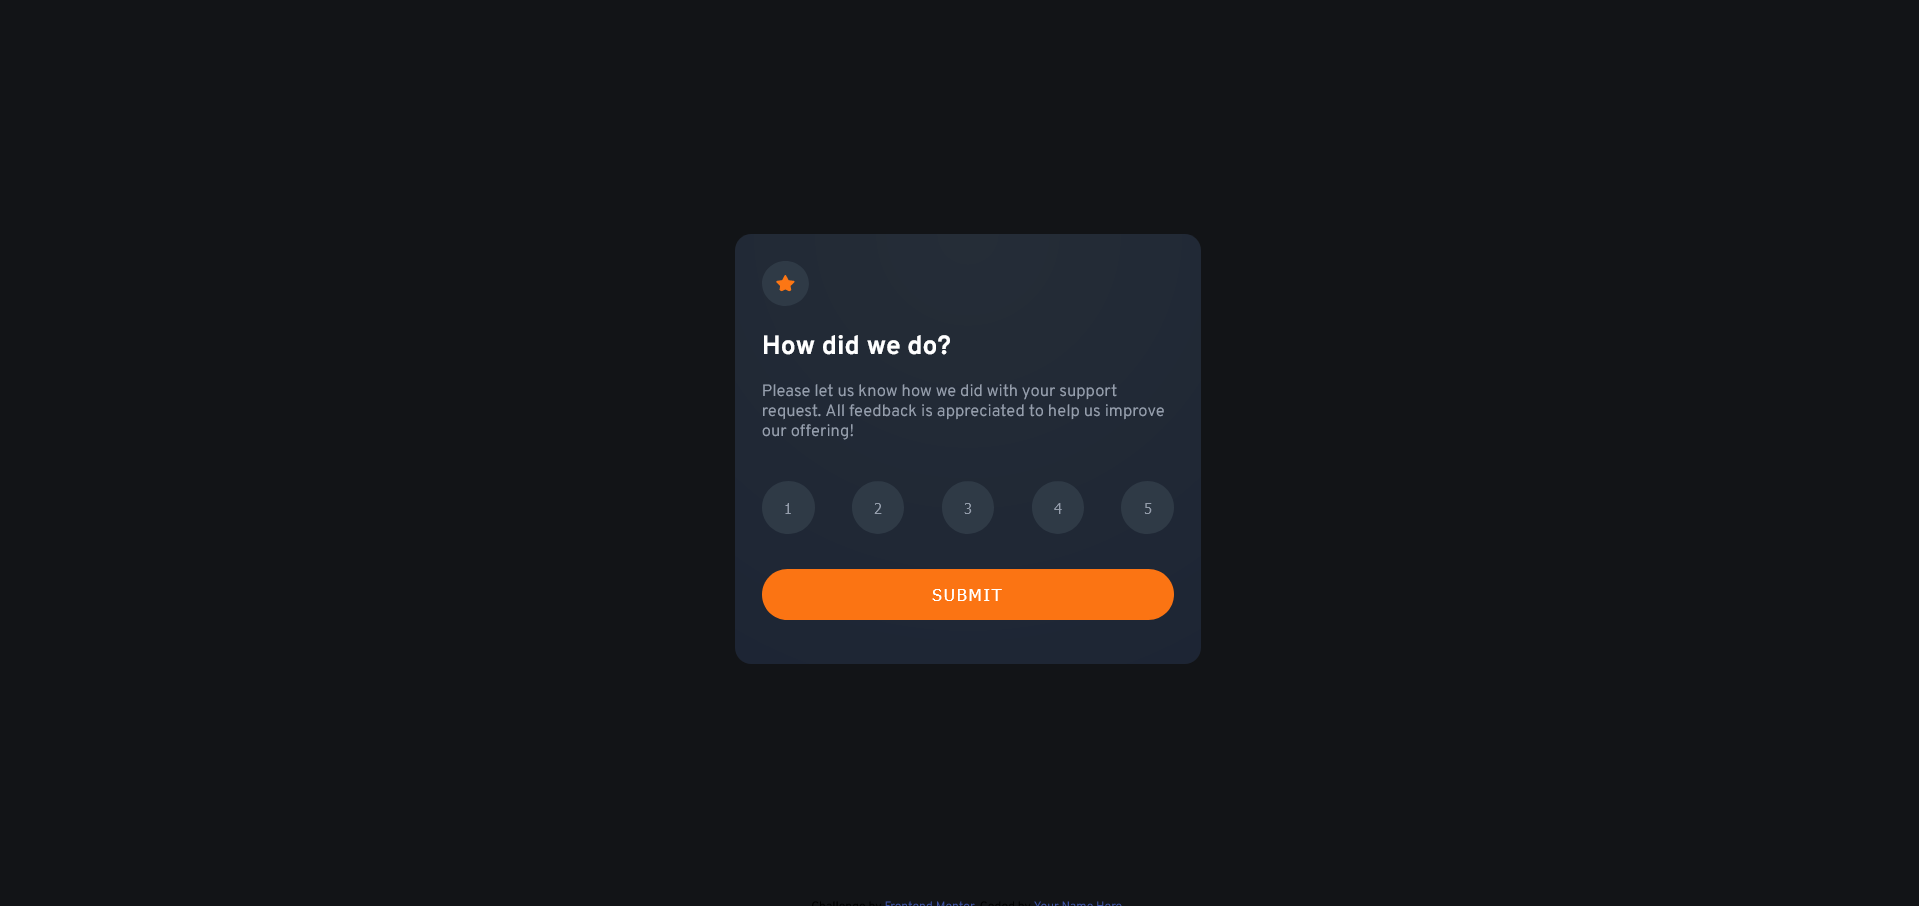 How did we do?
Please let us know how we did with your support
request. All feedback is appreciated to help us improve
our offering!
1 2 3 4 5
SUBMIT
Challenge by Frontend Mentor. Coded by Your Name Here.